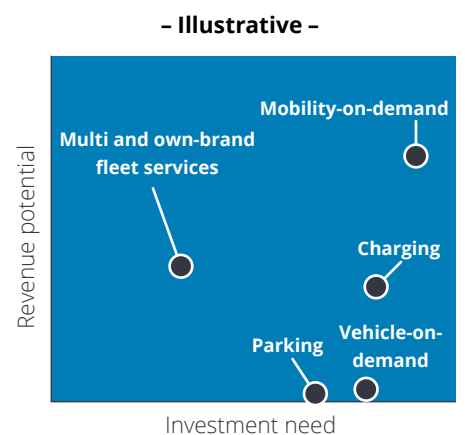 – Illustrative –
Mobility-on-demand
Multi and own-brand
fleet services
Revenue potential
Charging
Vehicle-on-
demand
Parking
Investment need